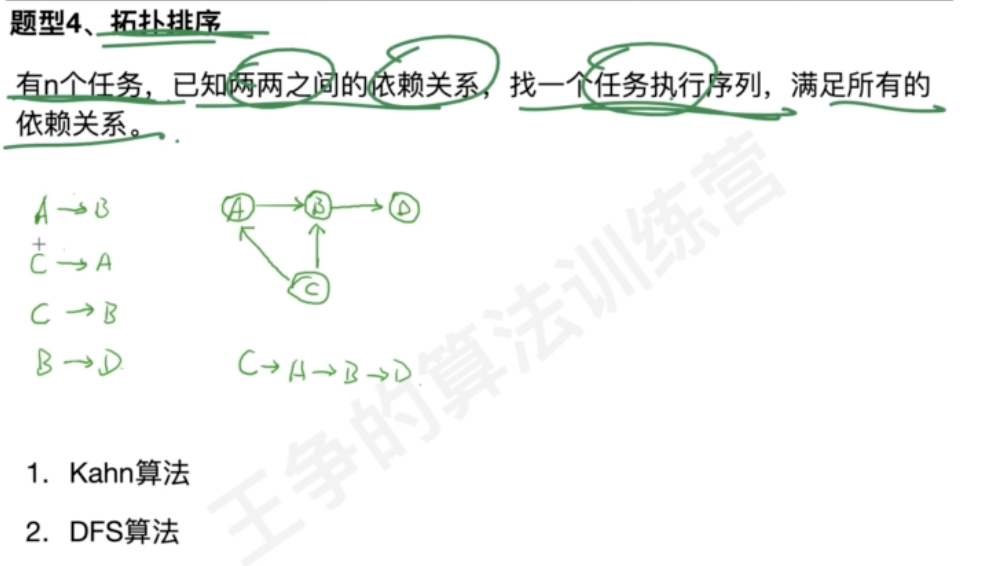 题型4、拓扑排序
有n个任务，已知两两之间的依赖关系，找一个任务执行序列，满足所有的
依赖关系。
A→B
C→A
C→B
B→D
A B D
C
C→A→B→D
1. Kahn算法
2. DFS算法
王争的算法训练营